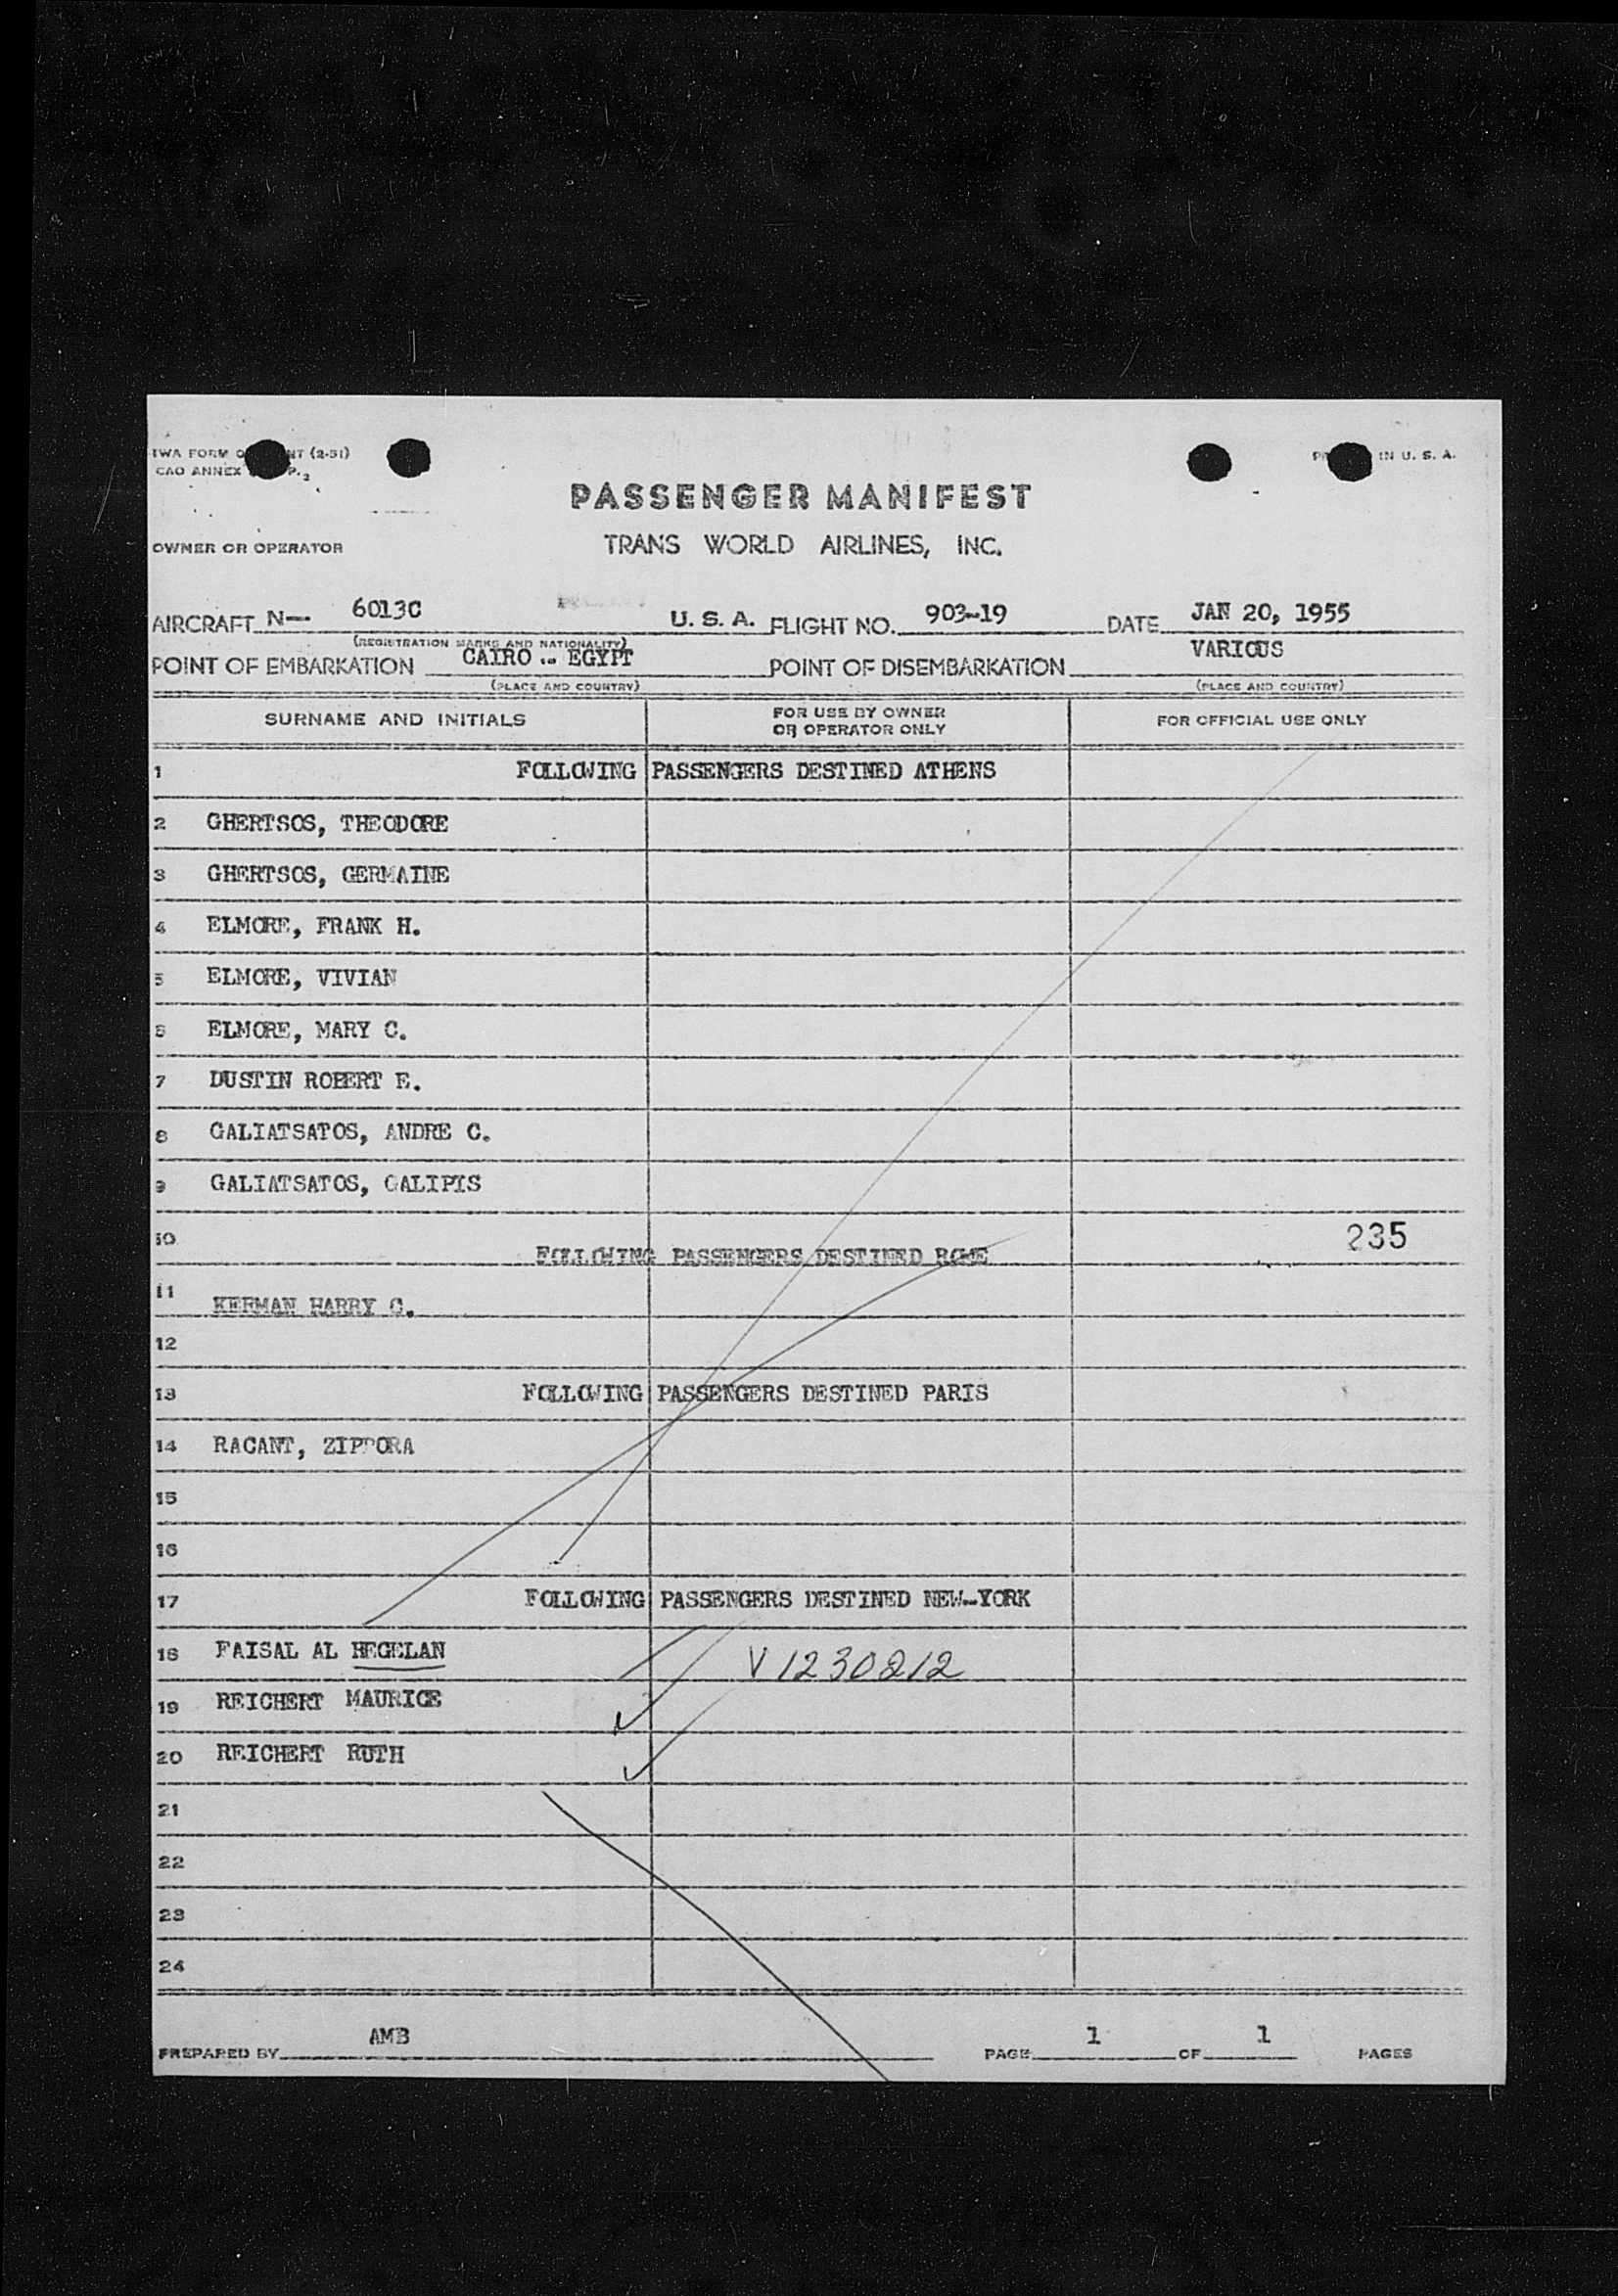 TWA FORM (2-51) PRINTED IN U. S. A.
CAO ANNEX
PASSENGER MANIFEST
OWNER OR OPERATOR TRANS WORLD AIRLINES, INC.
AIRCRAFT N-- 6013C U. S. A. FLIGHT NO. 903-19 DATE JAN 20, 1955
(REGISTRATION MARKS AND NATIONALITY)
POINT OF EMBARKATION CAIRO -- EGYPT POINT OF DISEMBARKATION VARIOUS
(PLACE AND COUNTRY) (PLACE AND COUNTRY)
SURNAME AND INITIALS FOR USE BY OWNER OR OPERATOR ONLY FOR OFFICIAL USE ONLY
1 FOLLOWING PASSENGERS DESTINED ATHENS
2 GHERTSOS, THEODORE
3 GHERTSOS, GERMAINE
4 ELMORE, FRANK H.
5 ELMORE, VIVIAN
6 ELMORE, MARY C.
7 DUSTIN ROBERT E.
8 GALIATSATOS, ANDRE C.
9 GALIATSATOS, CALIPIS
10 FOLLOWING PASSENGERS DESTINED ROME 235
11 KERMAN HARRY C.
12
13 FOLLOWING PASSENGERS DESTINED PARIS
14 RACANT, ZIPPORA
15
16
17 FOLLOWING PASSENGERS DESTINED NEW-YORK
18 FAISAL AL HEGELAN V 1230212
19 REICHERT MAURICE
20 REICHERT RUTH
21
22
23
24
PREPARED BY AMB PAGE 1 OF 1 PAGES